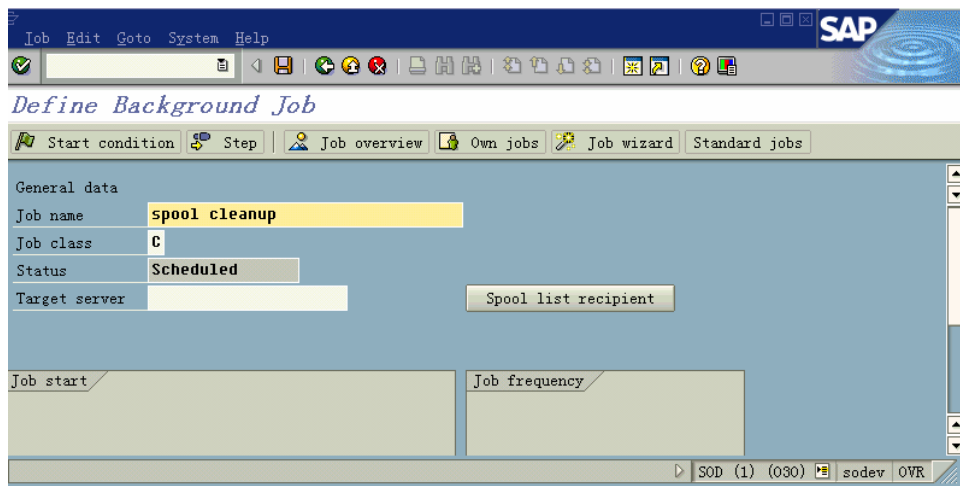 Job Edit Goto System Help
SAP
Define Background Job
Start condition Step Job overview Own jobs Job wizard Standard jobs
General data
Job name spool cleanup
Job class C
Status Scheduled
Target server Spool list recipient
Job start Job frequency
SOD (1) (030) sodev OVR